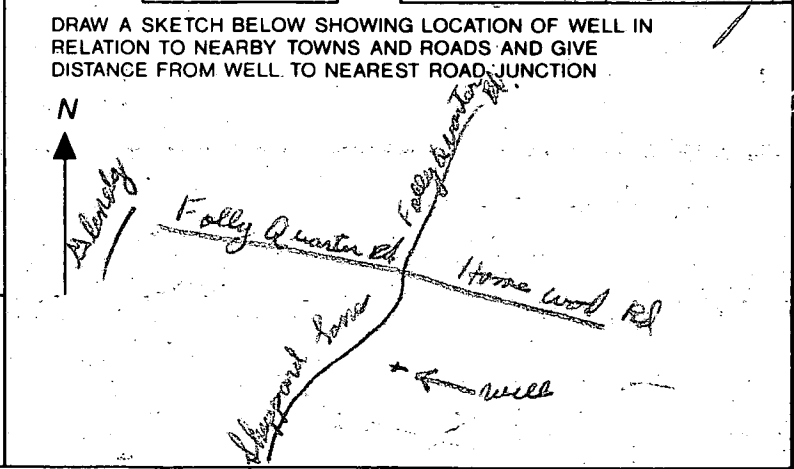 DRAW A SKETCH BELOW SHOWING LOCATION OF WELL IN
RELATION TO NEARBY TOWNS AND ROADS AND GIVE
DISTANCE FROM WELL TO NEAREST ROAD JUNCTION
N
Folly Quarter Rd.
Folly Quarter Rd.
Home wood Rd
Sheppard Lane
well